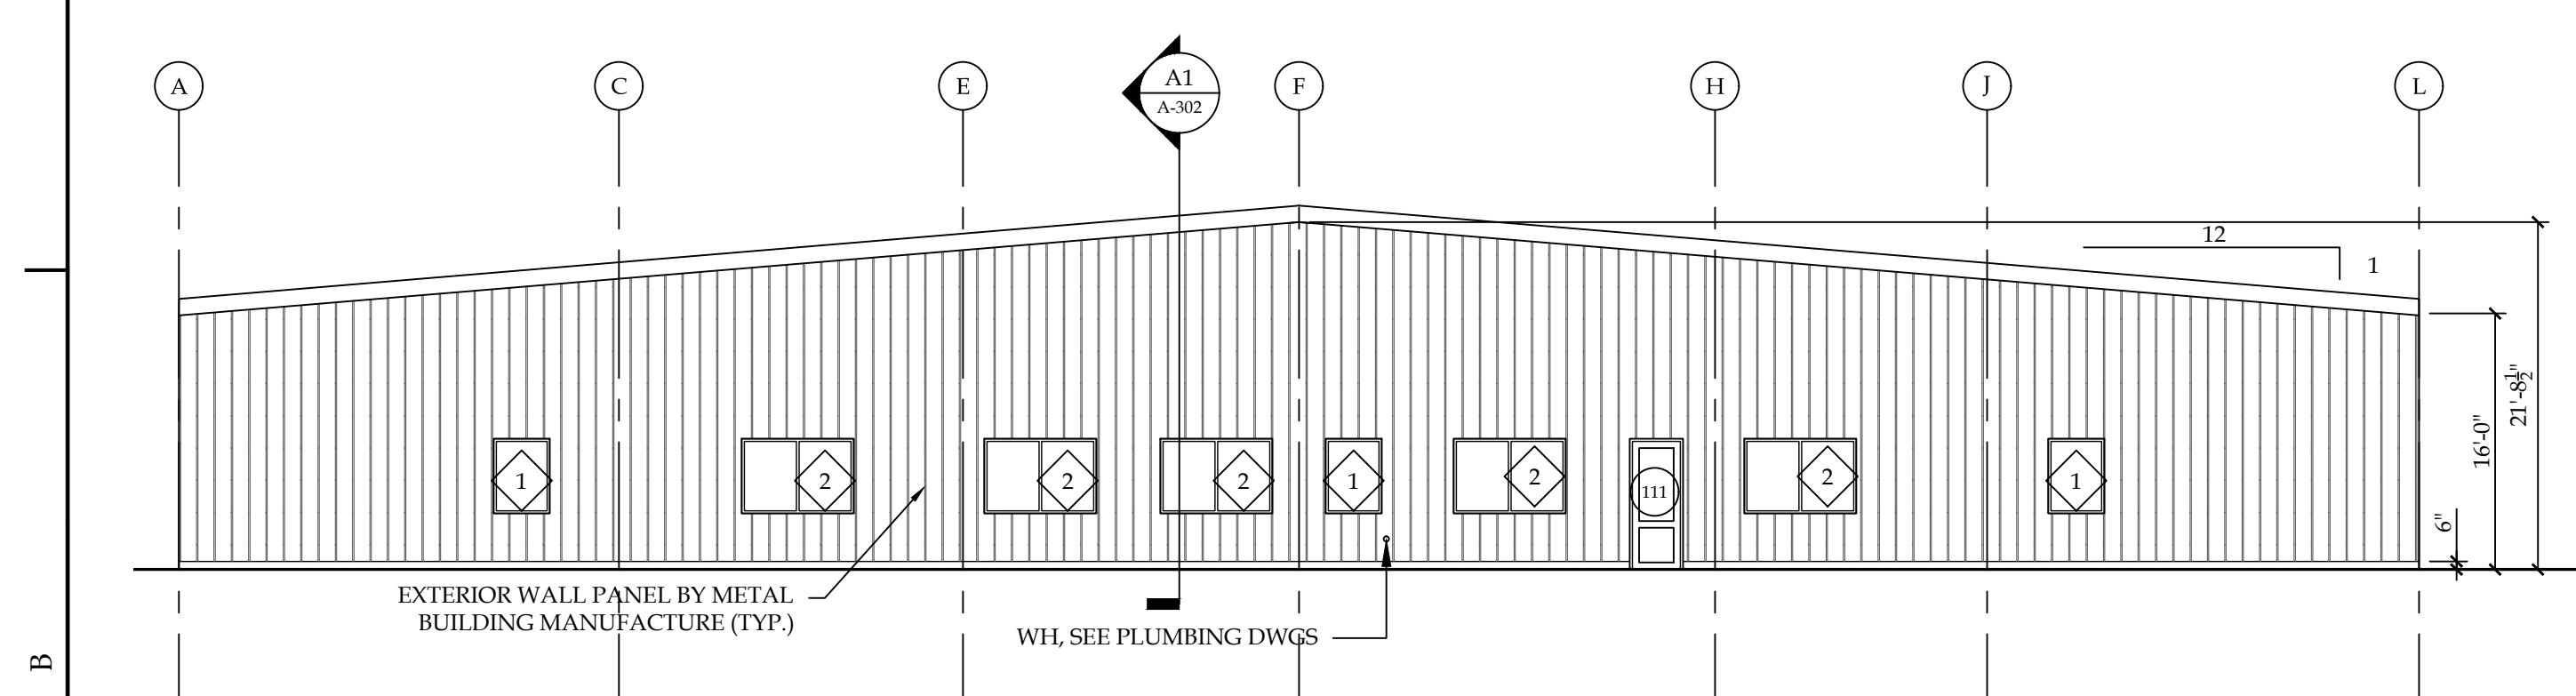 A
C
E
A1
A-302
F
H
J
L
12
1
21'-8½"
16'-0"
6"
1
2
2
2
1
2
111
2
1
EXTERIOR WALL PANEL BY METAL
BUILDING MANUFACTURE (TYP.)
WH, SEE PLUMBING DWGS
B